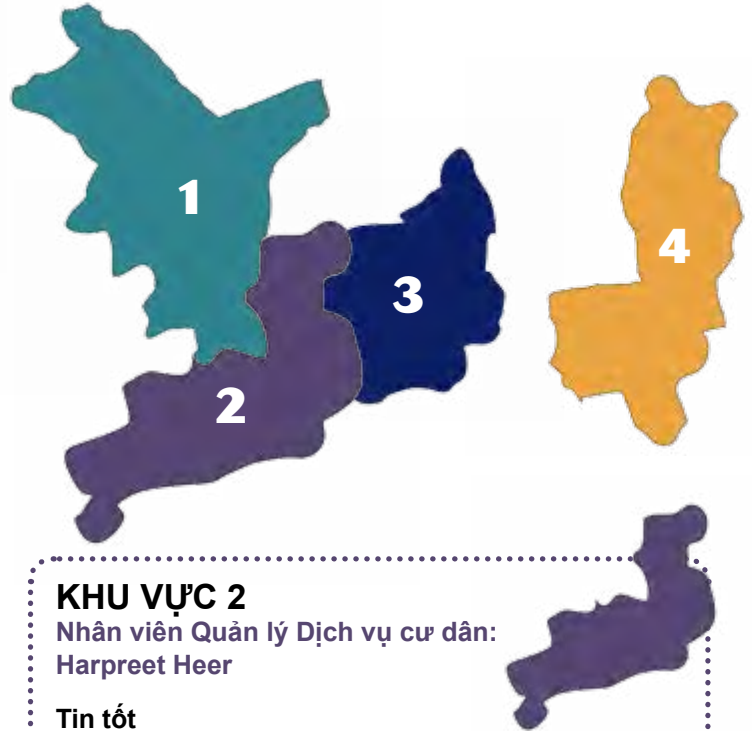 1
4
3
2
KHU VỰC 2
Nhân viên Quản lý Dịch vụ cư dân:
Harpreet Heer
Tin tốt